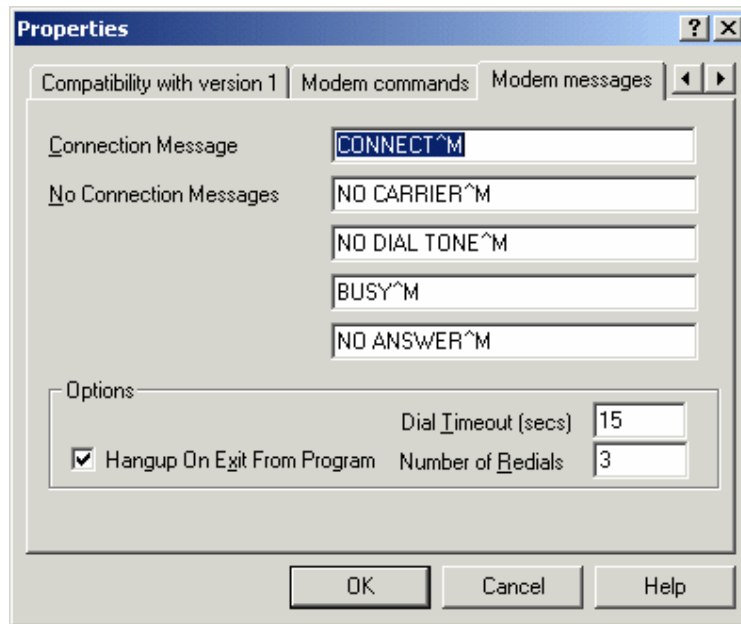 Properties
Compatibility with version 1 Modem commands Modem messages
Connection Message CONNECT^M
No Connection Messages NO CARRIER^M
NO DIAL TONE^M
BUSY^M
NO ANSWER^M
Options
Dial Timeout (secs) 15
Hangup On Exit From Program Number of Redials 3
OK Cancel Help